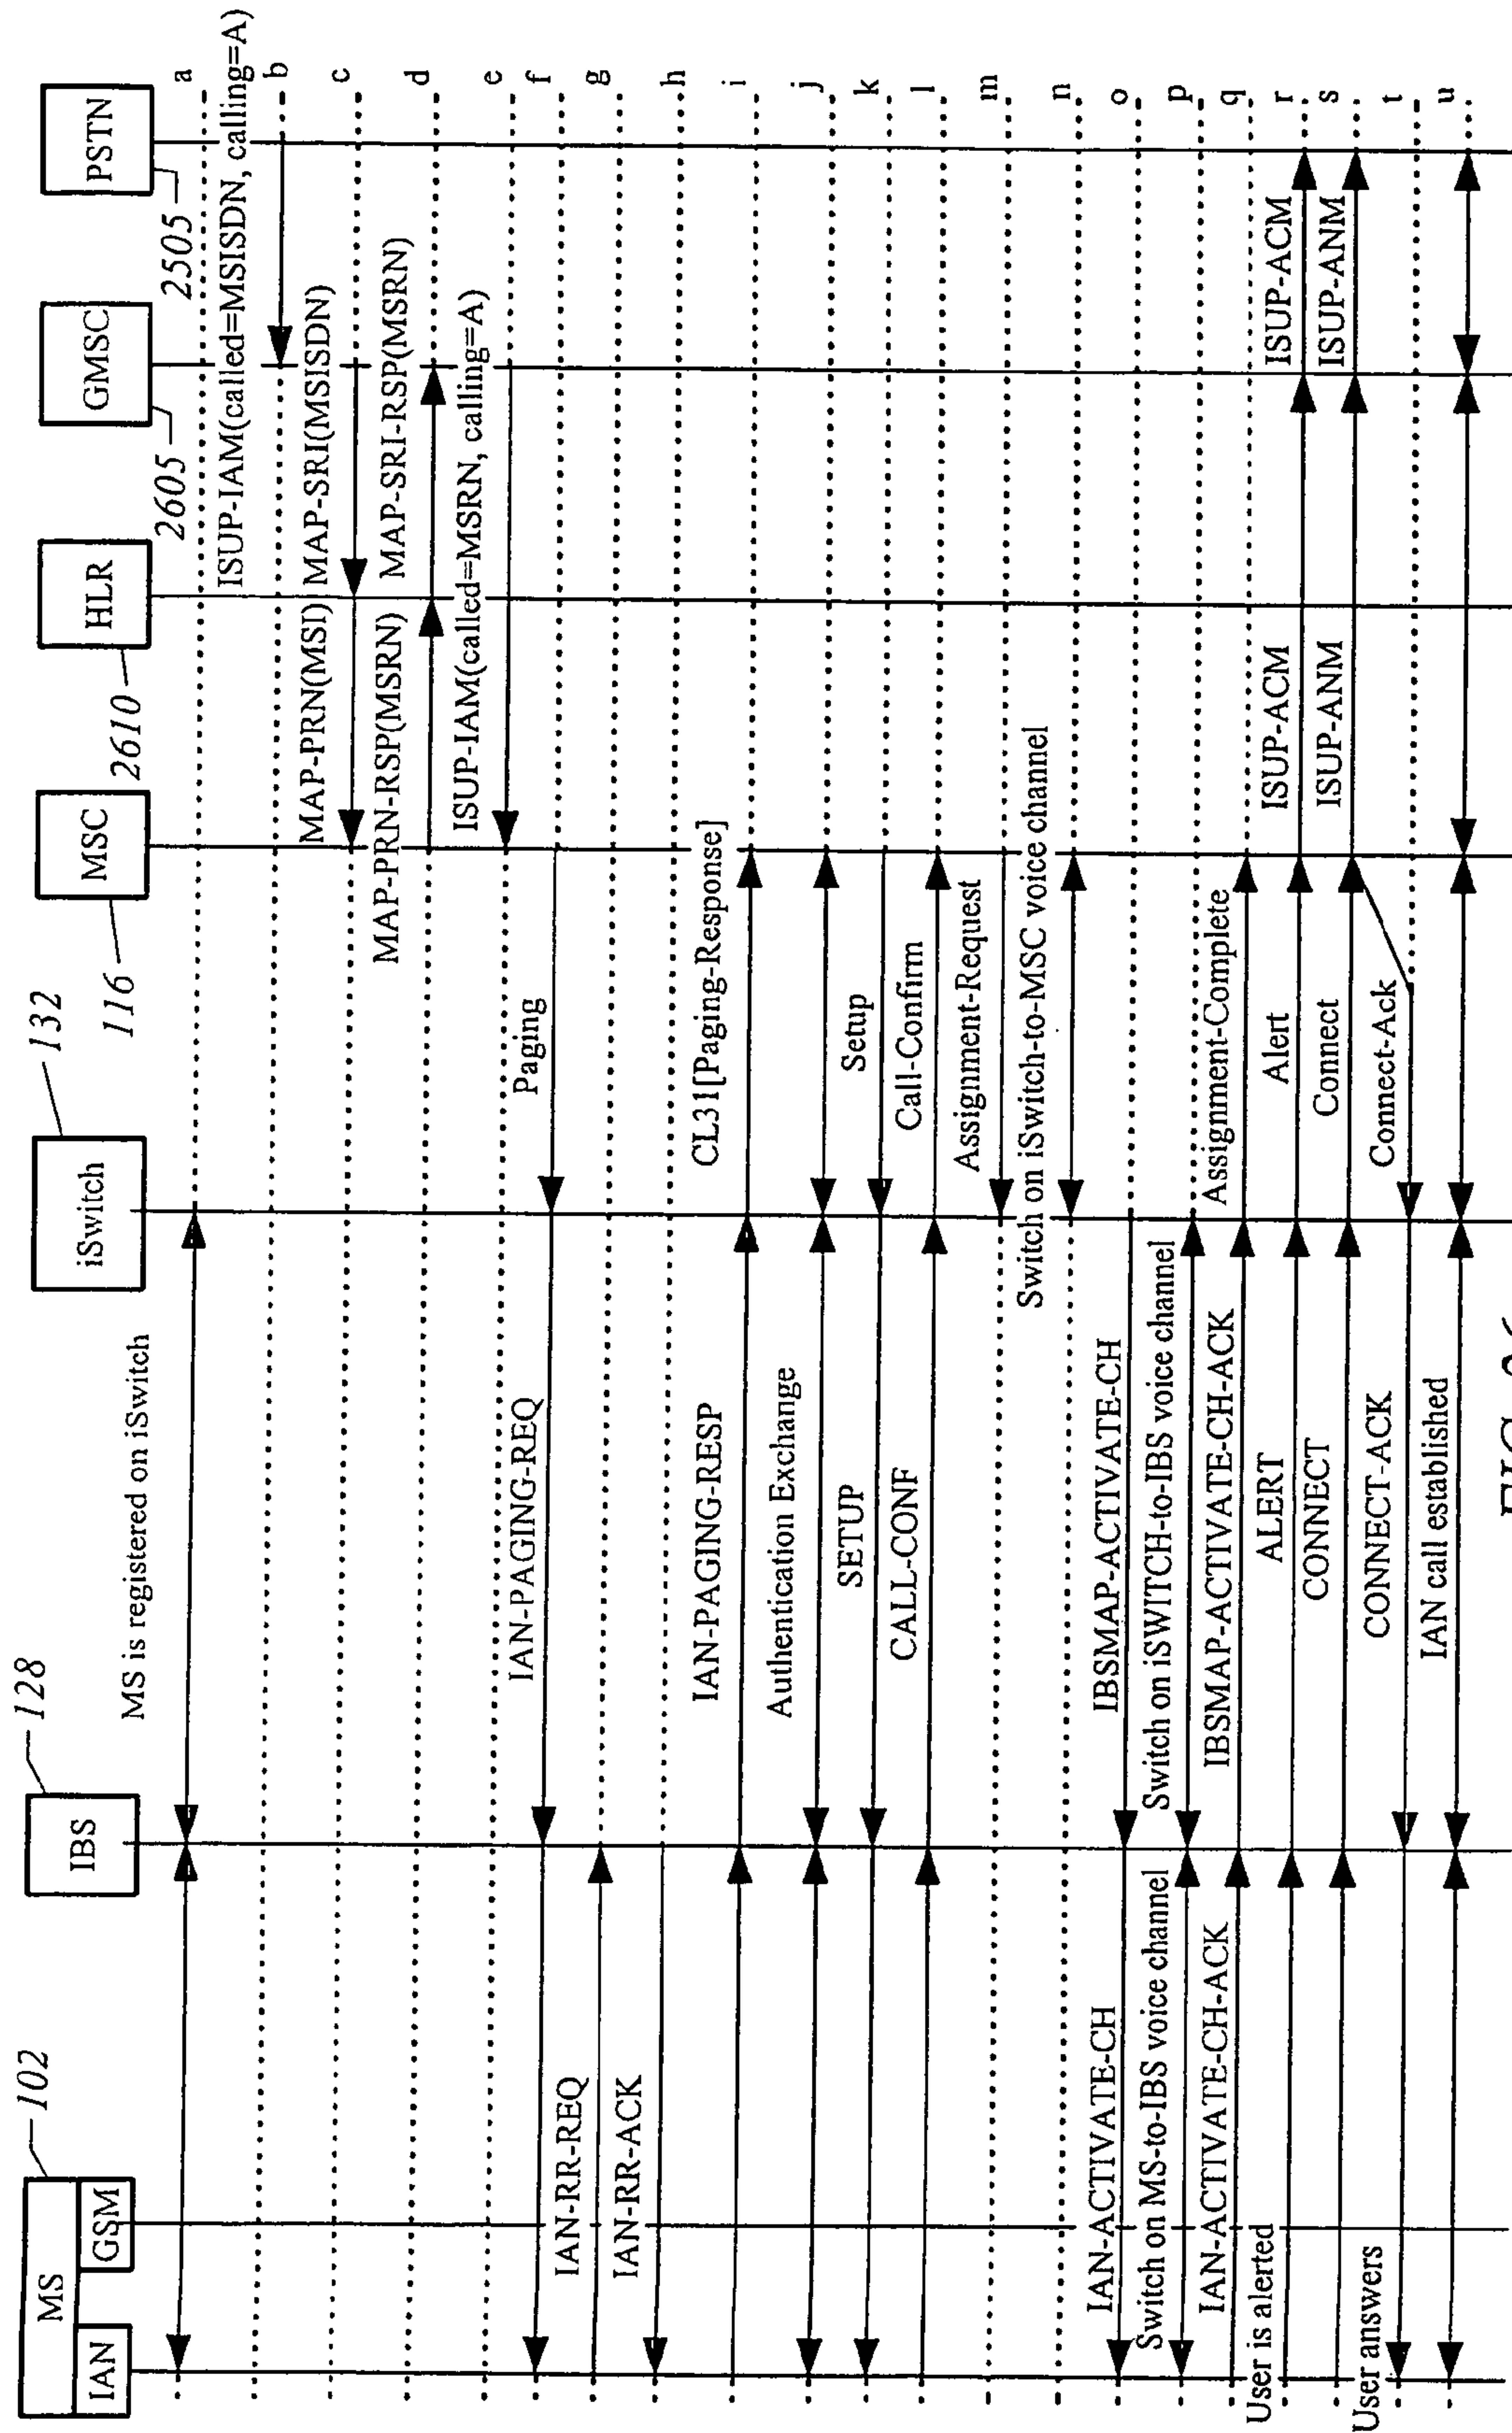 MS
IAN
GSM
102
IBS
128
iSwitch
132
MSC
116
HLR
2610
GMSC
2605
PSTN
2505
MS is registered on iSwitch
a
ISUP-IAM(called=MSISDN, calling=A)
b
MAP-PRN(MSI)
MAP-SRI(MSISDN)
c
MAP-PRN-RSP(MSRN)
MAP-SRI-RSP(MSRN)
d
ISUP-IAM(called=MSRN, calling=A)
e
IAN-PAGING-REQ
Paging
f
IAN-RR-REQ
g
IAN-RR-ACK
h
IAN-PAGING-RESP
CL31[Paging-Response]
i
Authentication Exchange
j
SETUP
Setup
k
CALL-CONF
Call-Confirm
l
Assignment-Request
m
Switch on iSwitch-to-MSC voice channel
n
IAN-ACTIVATE-CH
IBSMAP-ACTIVATE-CH
o
Switch on MS-to-IBS voice channel
Switch on iSWITCH-to-IBS voice channel
p
IAN-ACTIVATE-CH-ACK
IBSMAP-ACTIVATE-CH-ACK
Assignment-Complete
q
User is alerted
ALERT
Alert
ISUP-ACM
ISUP-ACM
r
CONNECT
Connect
ISUP-ANM
ISUP-ANM
s
User answers
CONNECT-ACK
Connect-Ack
t
IAN call established
u